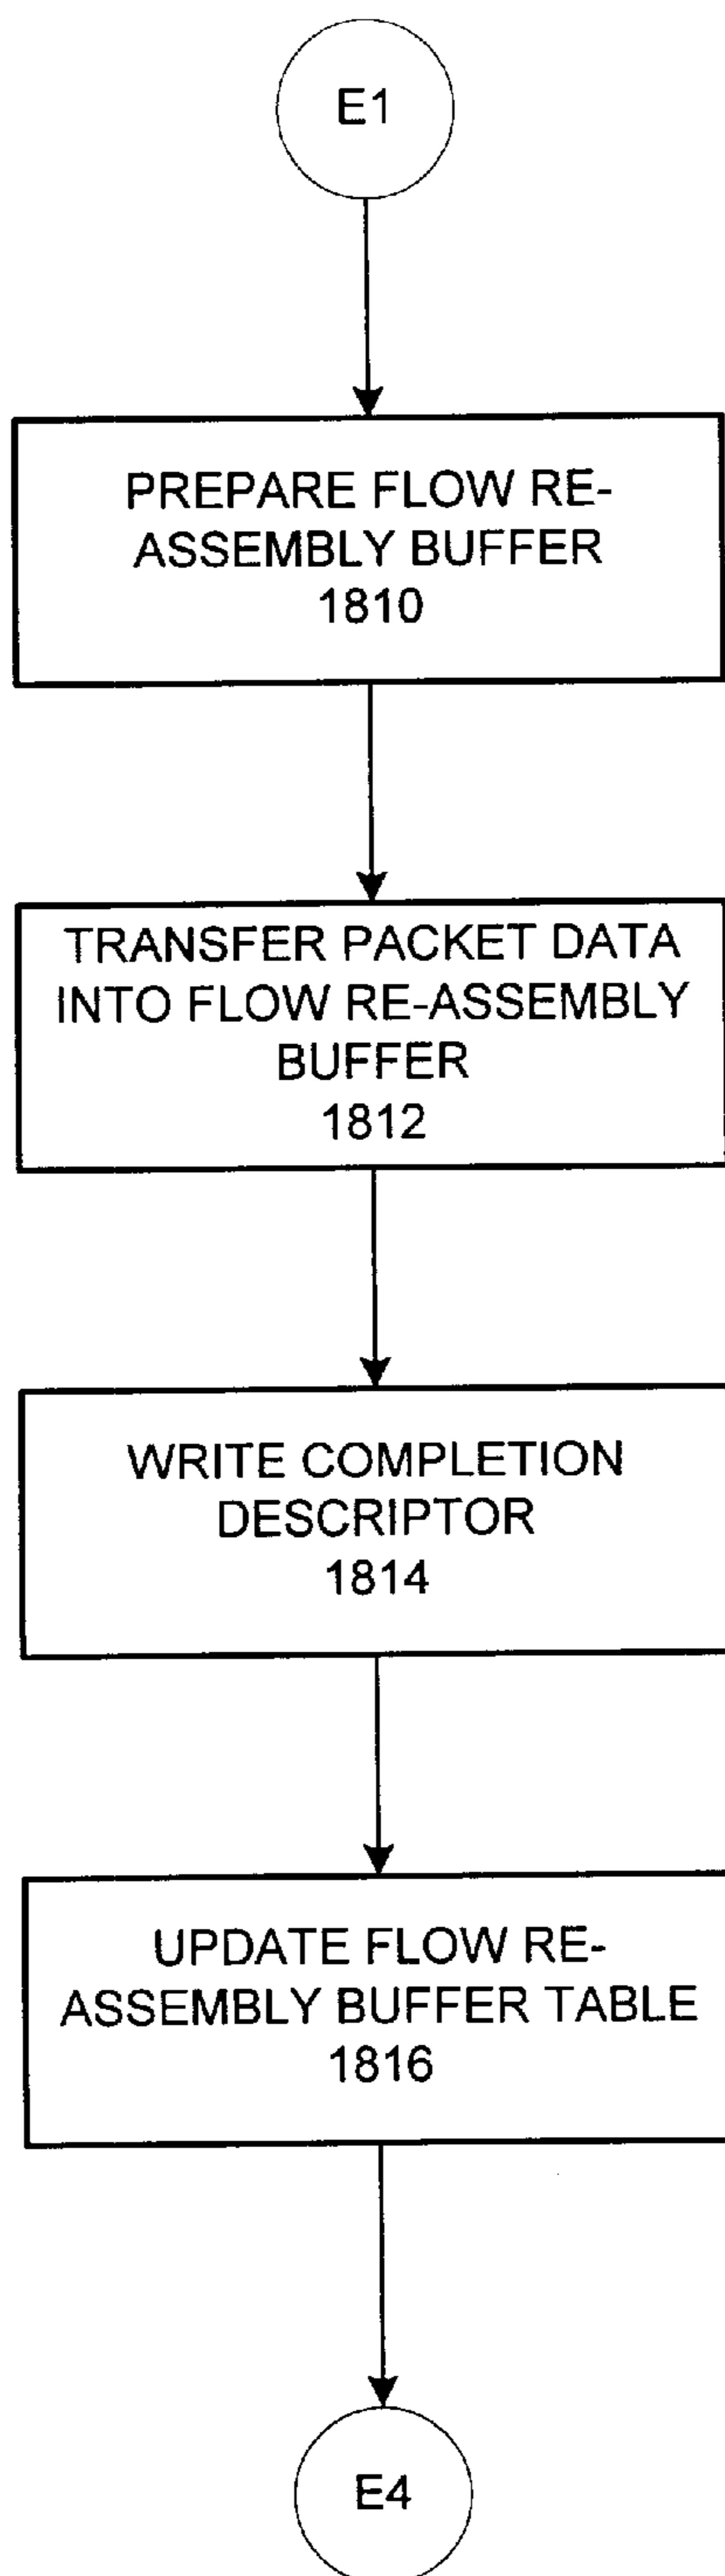 E1
PREPARE FLOW RE-
ASSEMBLY BUFFER
1810
TRANSFER PACKET DATA
INTO FLOW RE-ASSEMBLY
BUFFER
1812
WRITE COMPLETION
DESCRIPTOR
1814
UPDATE FLOW RE-
ASSEMBLY BUFFER TABLE
1816
E4